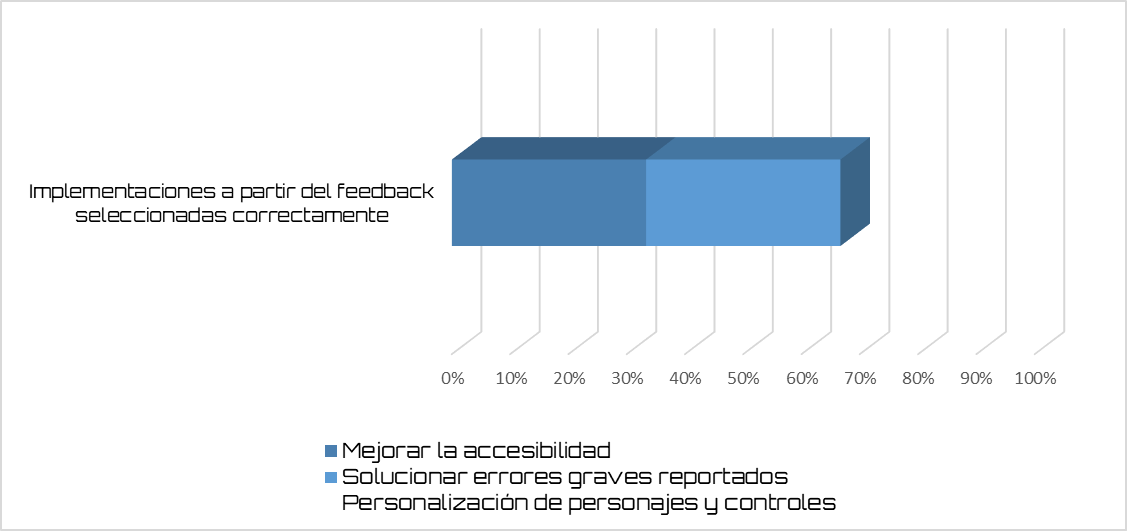 Implementaciones a partir del feedback
seleccionadas correctamente
0% 10% 20% 30% 40% 50% 60% 70% 80% 90% 100%
Mejorar la accesibilidad
Solucionar errores graves reportados
Personalización de personajes y controles